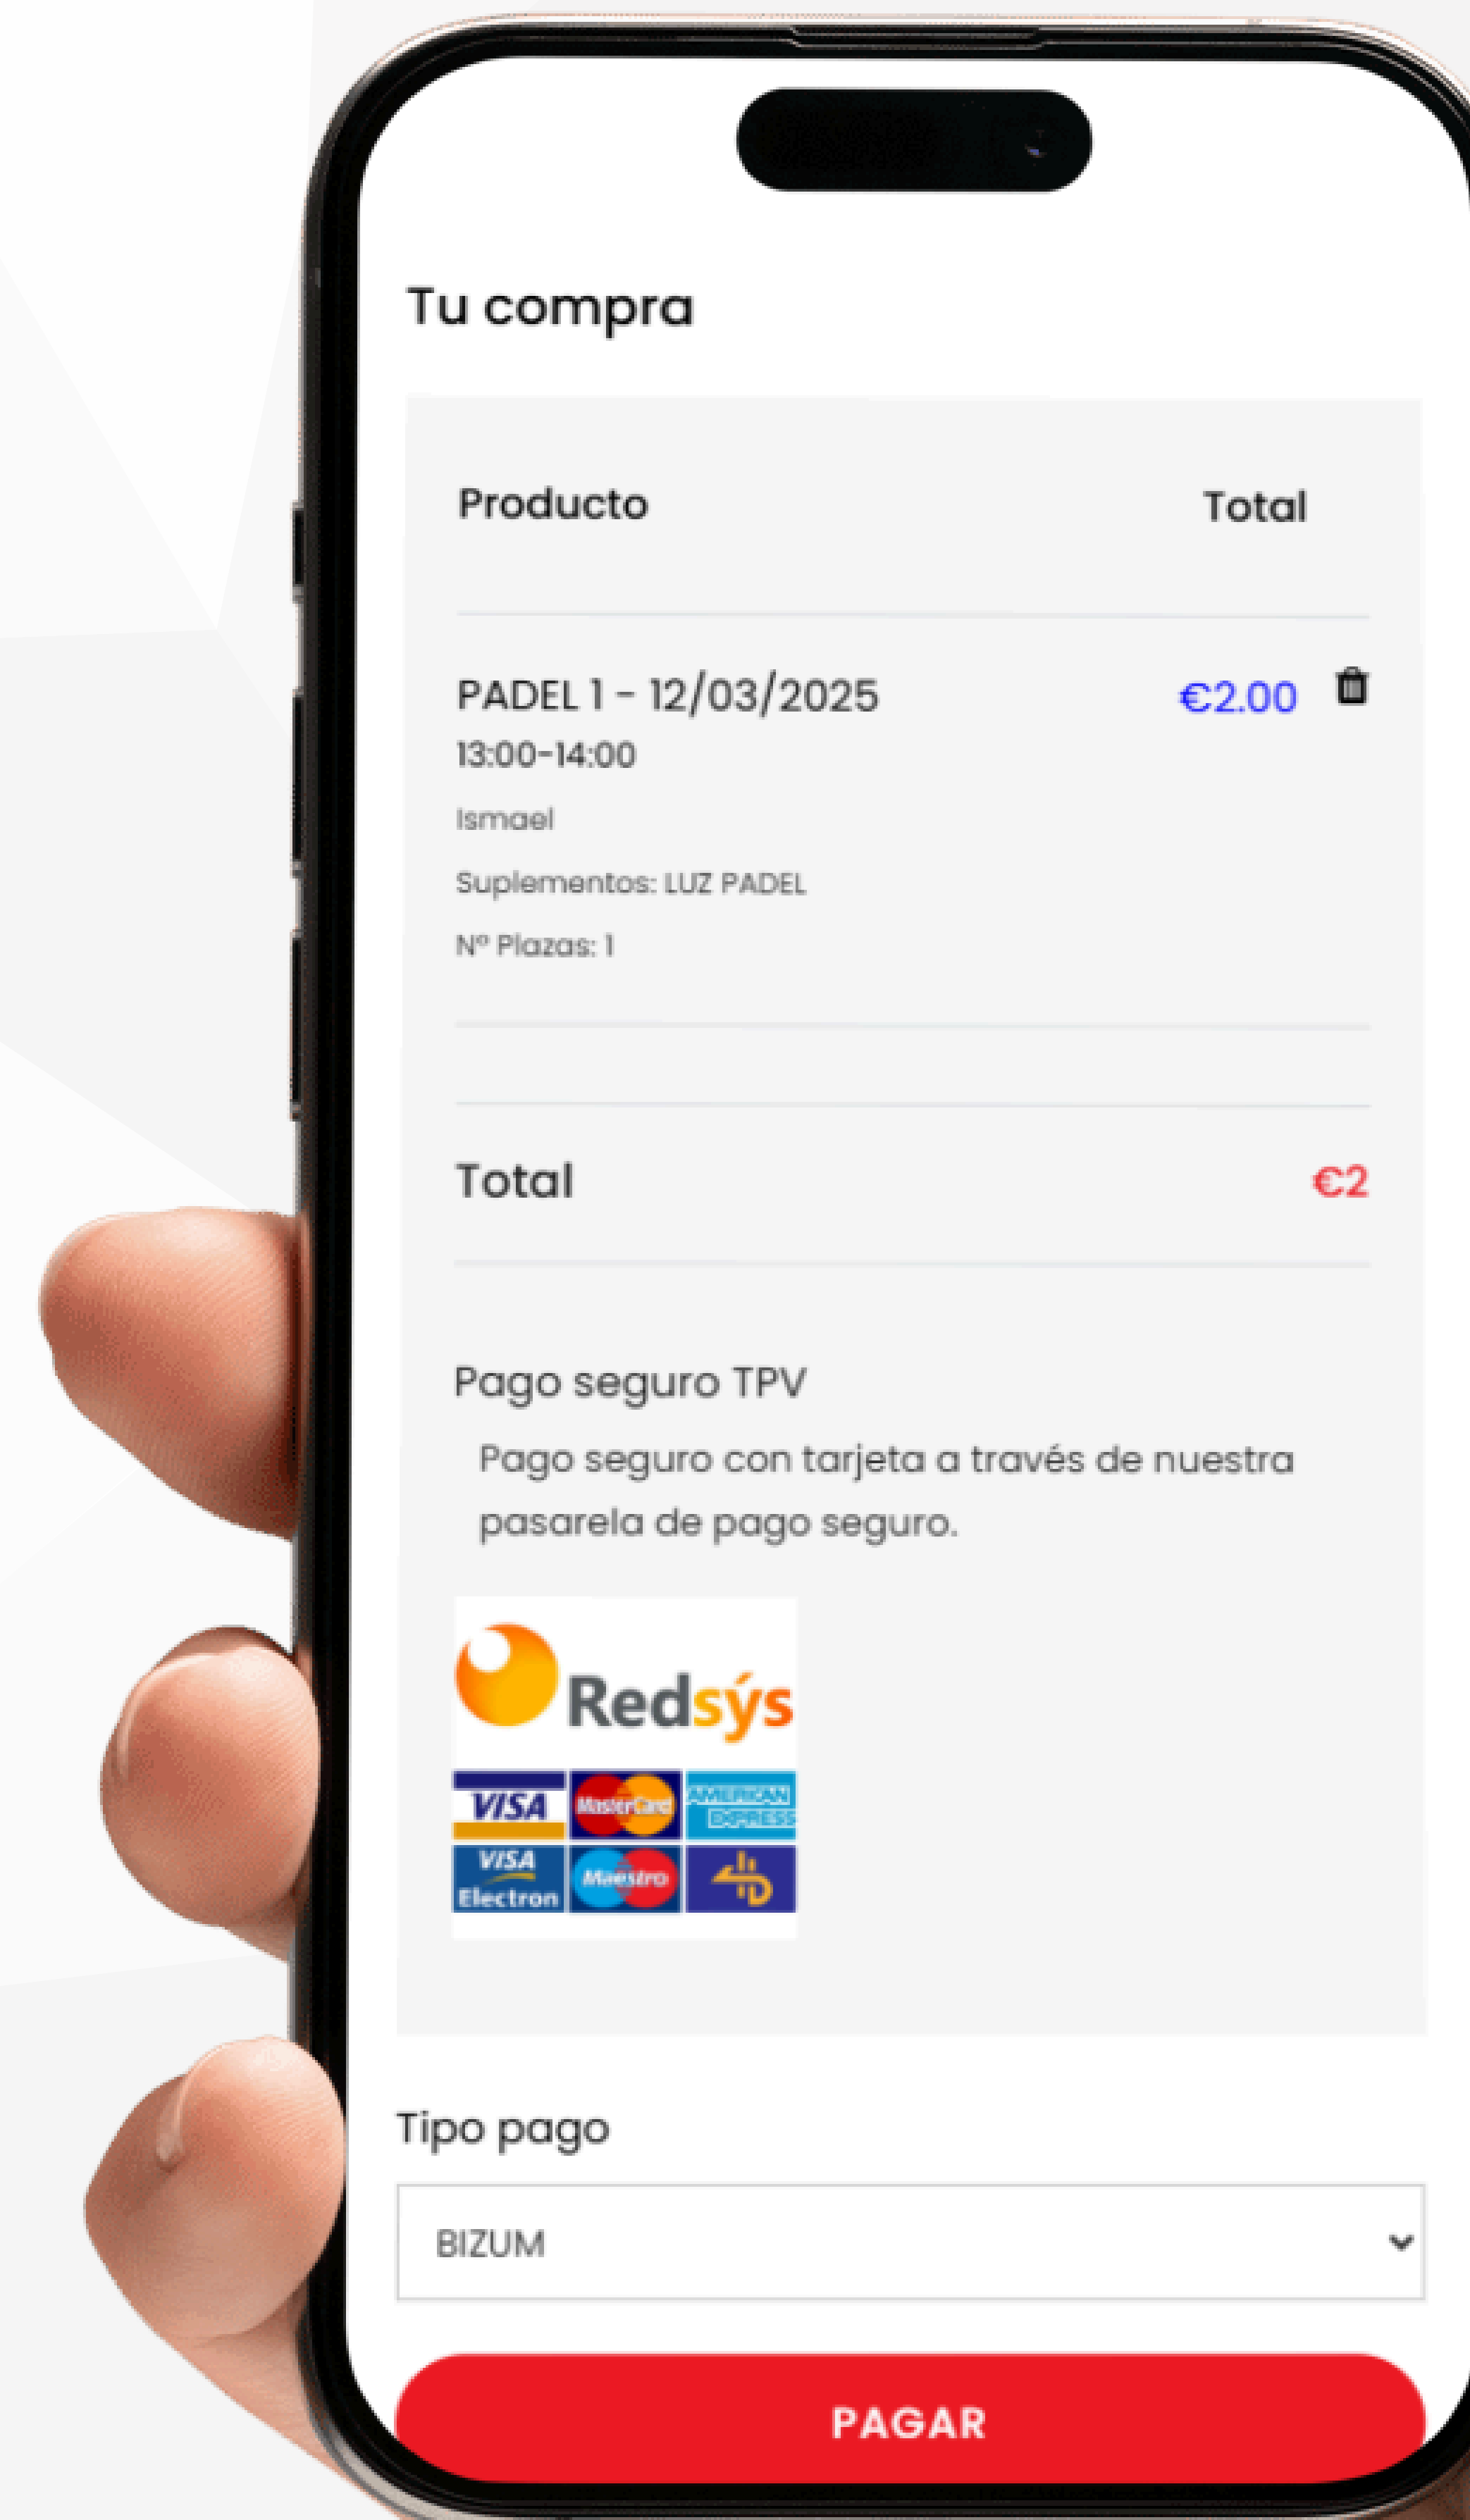 Tu compra
Producto Total
PADEL 1 - 12/03/2025 €2.00
13:00-14:00
Ismael
Suplementos: LUZ PADEL
Nº Plazas: 1
Total €2
Pago seguro TPV
Pago seguro con tarjeta a través de nuestra
pasarela de pago seguro.
Redsýs
VISA MasterCard AMERICAN EXPRESS
VISA Electron Maestro
Tipo pago
BIZUM
PAGAR